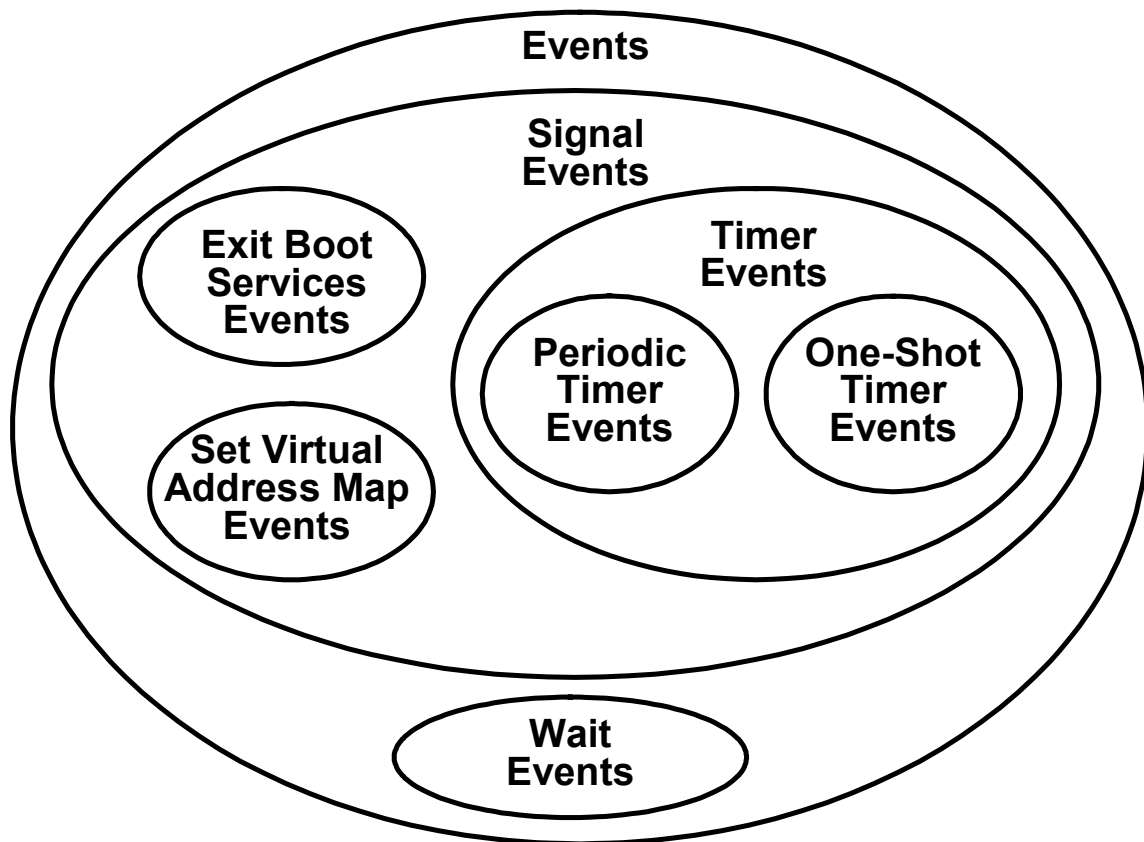 Events
Signal
Events
Exit Boot
Services
Events
Timer
Events
Periodic
Timer
Events
One-Shot
Timer
Events
Set Virtual
Address Map
Events
Wait
Events